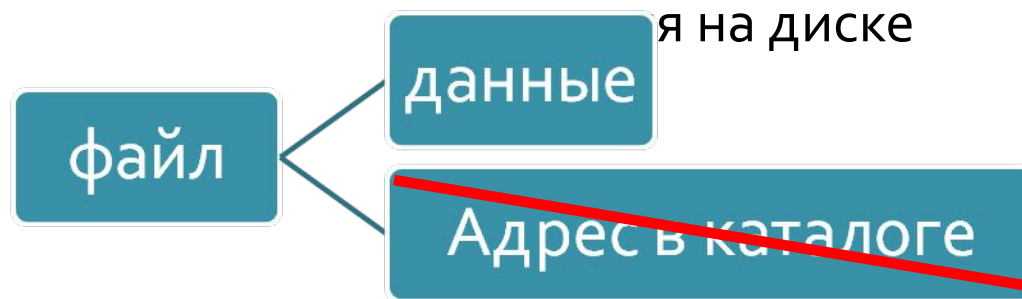 я на диске
данные
файл
Адрес в каталоге